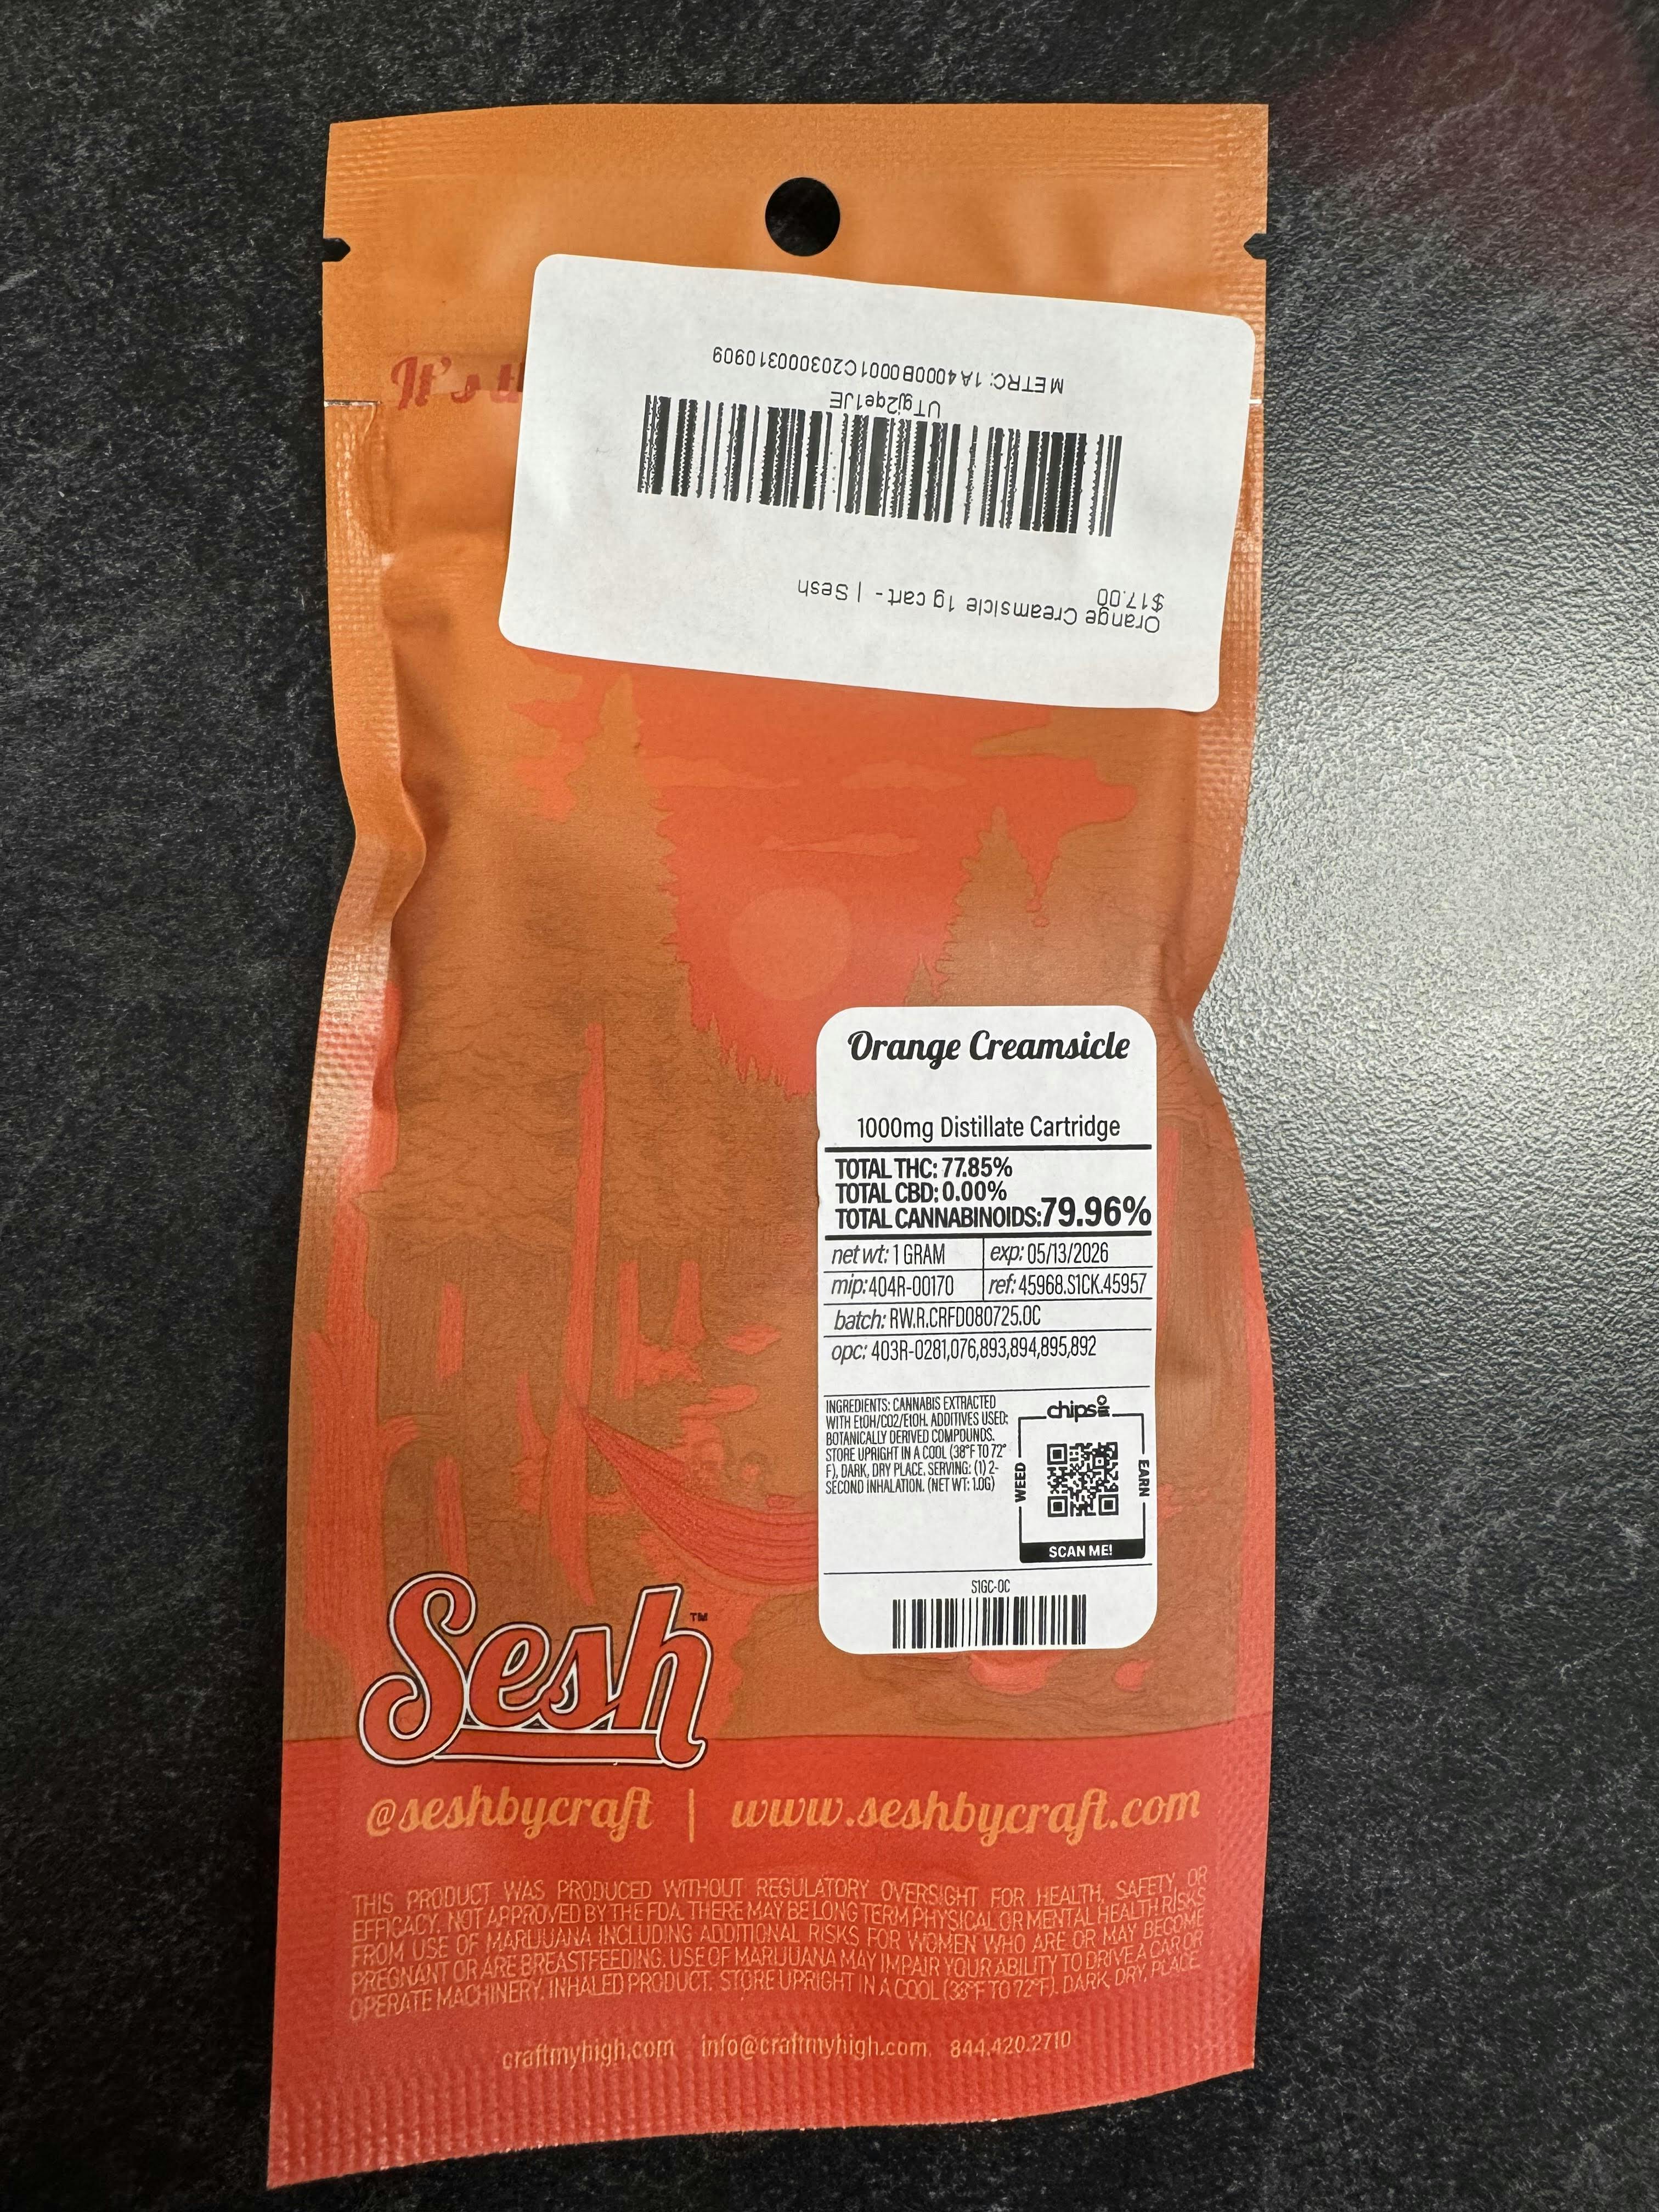 It's t
METRC: 1A4000B0001C203000310909
UTgj2qe1JE
Orange Creamsicle 1g cart - | Sesh
$17.00
Orange Creamsicle
1000mg Distillate Cartridge
TOTAL THC: 77.85%
TOTAL CBD: 0.00%
TOTAL CANNABINOIDS:79.96%
net wt: 1 GRAM exp: 05/13/2026
mip:404R-00170 ref: 45968.S1CK.45957
batch: RW.R.CRFD080725.OC
opc: 403R-0281,076,893,894,895,892
INGREDIENTS: CANNABIS EXTRACTED
WITH EtOH/CO2/EtOH. ADDITIVES USED:
BOTANICALLY DERIVED COMPOUNDS.
STORE UPRIGHT IN A COOL (38°F TO 72°
F), DARK, DRY PLACE. SERVING: (1) 2-
SECOND INHALATION. (NET WT: 1.0G)
chips
WEED
EARN
SCAN ME!
S1GC-OC
Sesh™
@seshbycraft | www.seshbycraft.com
THIS PRODUCT WAS PRODUCED WITHOUT REGULATORY OVERSIGHT FOR HEALTH, SAFETY, OR
EFFICACY. NOT APPROVED BY THE FDA. THERE MAY BE LONG TERM PHYSICAL OR MENTAL HEALTH RISKS
FROM USE OF MARIJUANA INCLUDING ADDITIONAL RISKS FOR WOMEN WHO ARE OR MAY BECOME
PREGNANT OR ARE BREASTFEEDING. USE OF MARIJUANA MAY IMPAIR YOUR ABILITY TO DRIVE A CAR OR
OPERATE MACHINERY. INHALED PRODUCT: STORE UPRIGHT IN A COOL (38°F TO 72°F), DARK, DRY, PLACE.
craftmyhigh.com info@craftmyhigh.com 844.420.2710